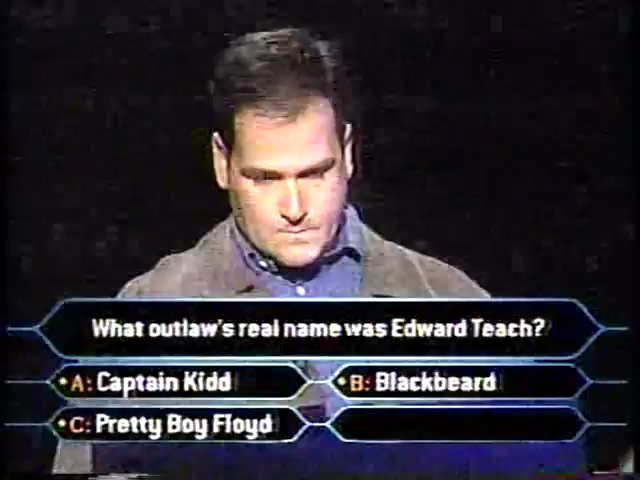 What outlaw's real name was Edward Teach?
A: Captain Kidd
B: Blackbeard
C: Pretty Boy Floyd